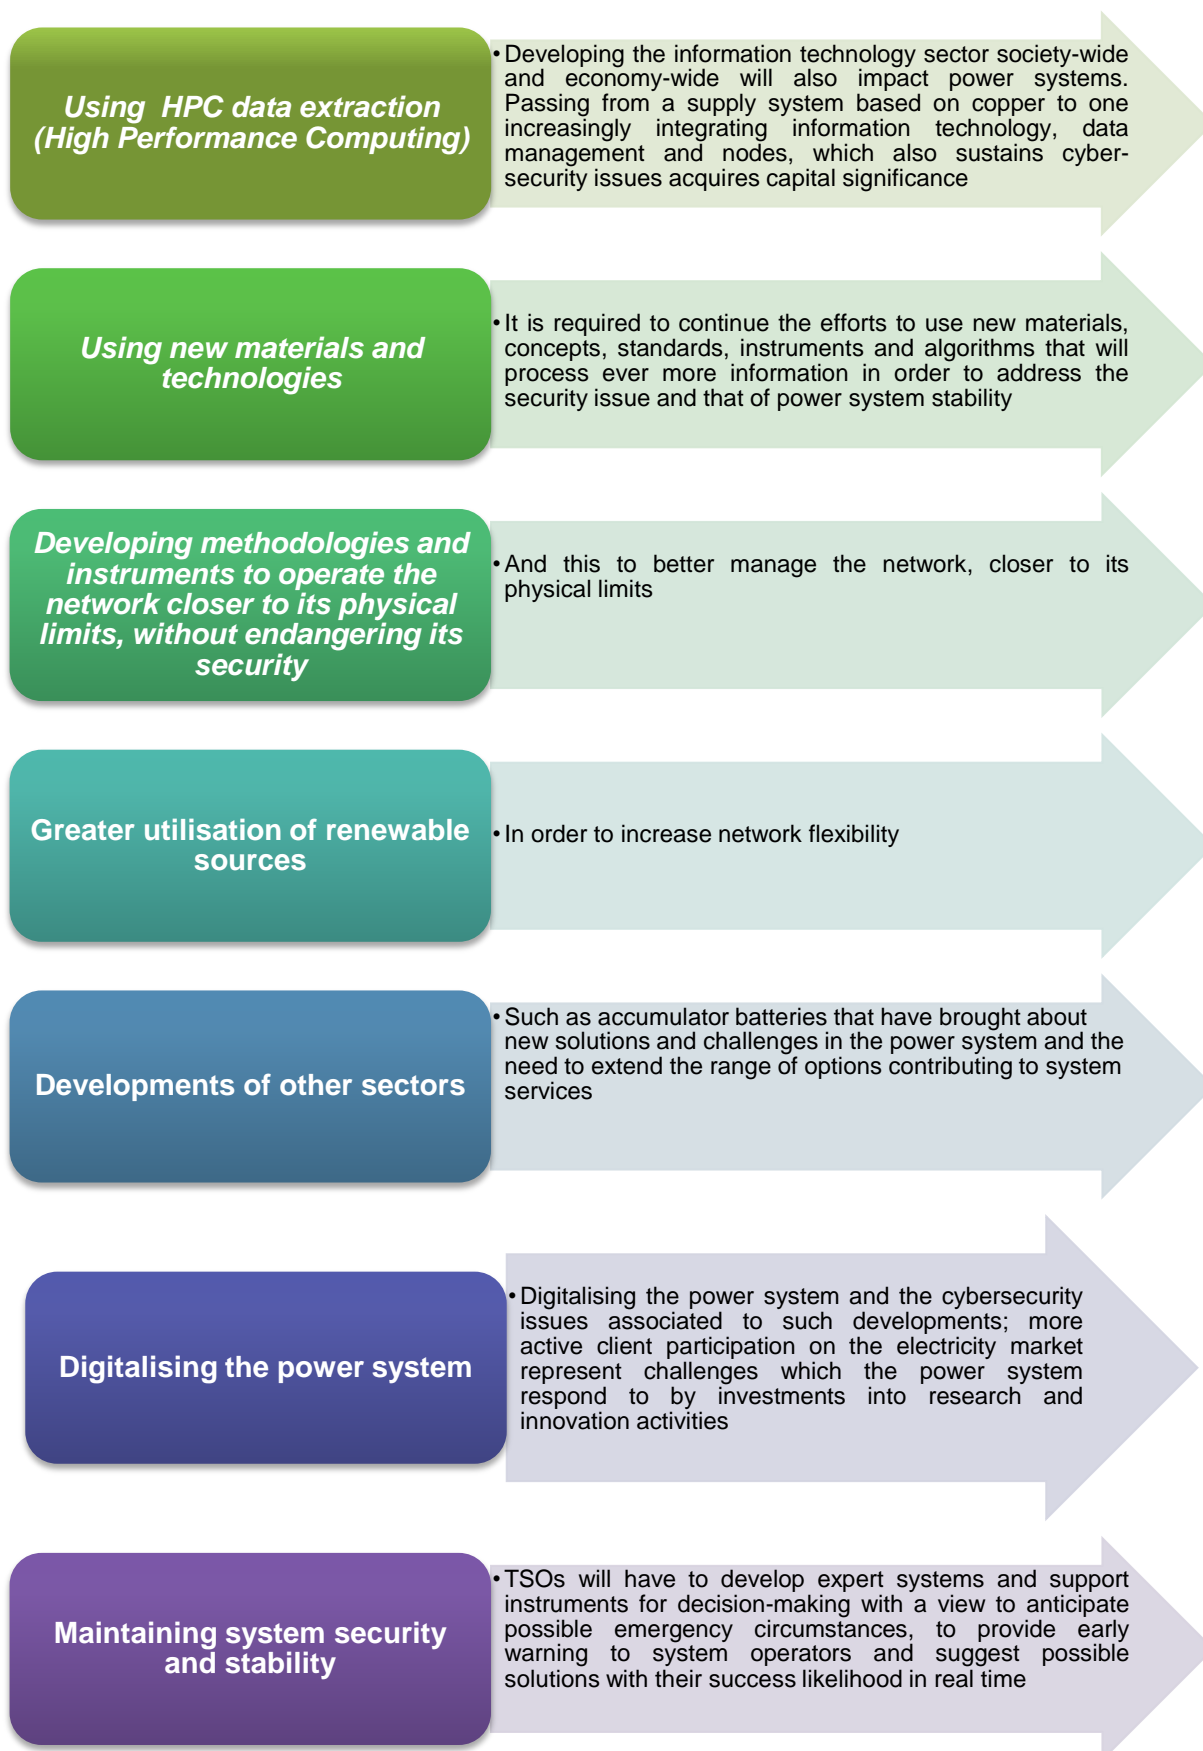 Using HPC data extraction
(High Performance Computing)
• Developing the information technology sector society-wide
and economy-wide will also impact power systems.
Passing from a supply system based on copper to one
increasingly integrating information technology, data
management and nodes, which also sustains cyber-
security issues acquires capital significance
Using new materials and
technologies
• It is required to continue the efforts to use new materials,
concepts, standards, instruments and algorithms that will
process ever more information in order to address the
security issue and that of power system stability
Developing methodologies and
instruments to operate the
network closer to its physical
limits, without endangering its
security
• And this to better manage the network, closer to its
physical limits
Greater utilisation of renewable
sources
• In order to increase network flexibility
Developments of other sectors
• Such as accumulator batteries that have brought about
new solutions and challenges in the power system and the
need to extend the range of options contributing to system
services
Digitalising the power system
• Digitalising the power system and the cybersecurity
issues associated to such developments; more
active client participation on the electricity market
represent challenges which the power system
respond to by investments into research and
innovation activities
Maintaining system security
and stability
• TSOs will have to develop expert systems and support
instruments for decision-making with a view to anticipate
possible emergency circumstances, to provide early
warning to system operators and suggest possible
solutions with their success likelihood in real time